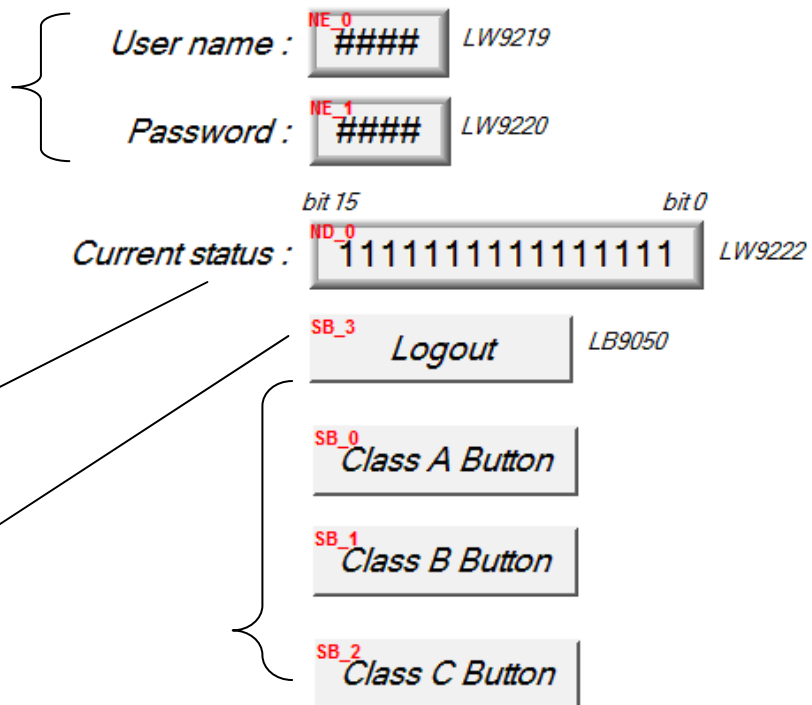 NE_0
User name : #### LW9219
NE_1
Password : #### LW9220
bit 15 bit 0
ND_0
Current status : 1111111111111111 LW9222
SB_3
Logout LB9050
SB_0
Class A Button
SB_1
Class B Button
SB_2
Class C Button